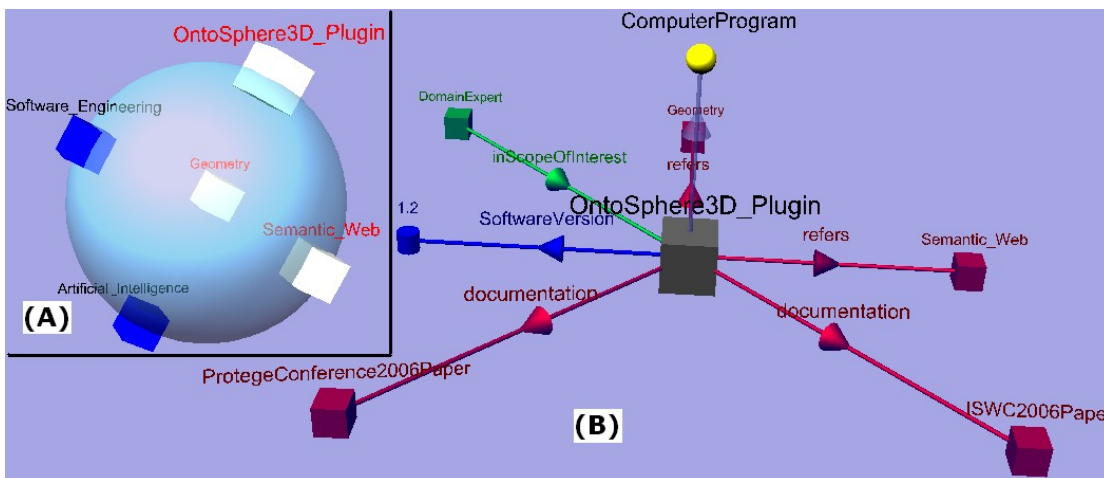 OntoSphere3D_Plugin
Software_Engineering
Geometry
Semantic_Web
Artificial_Intelligence
(A)
ComputerProgram
DomainExpert
Geometry
inScopeOfInterest
refers
OntoSphere3D_Plugin
1.2
SoftwareVersion
refers
Semantic_Web
documentation
documentation
ProtegeConference2006Paper
ISWC2006Pape
(B)